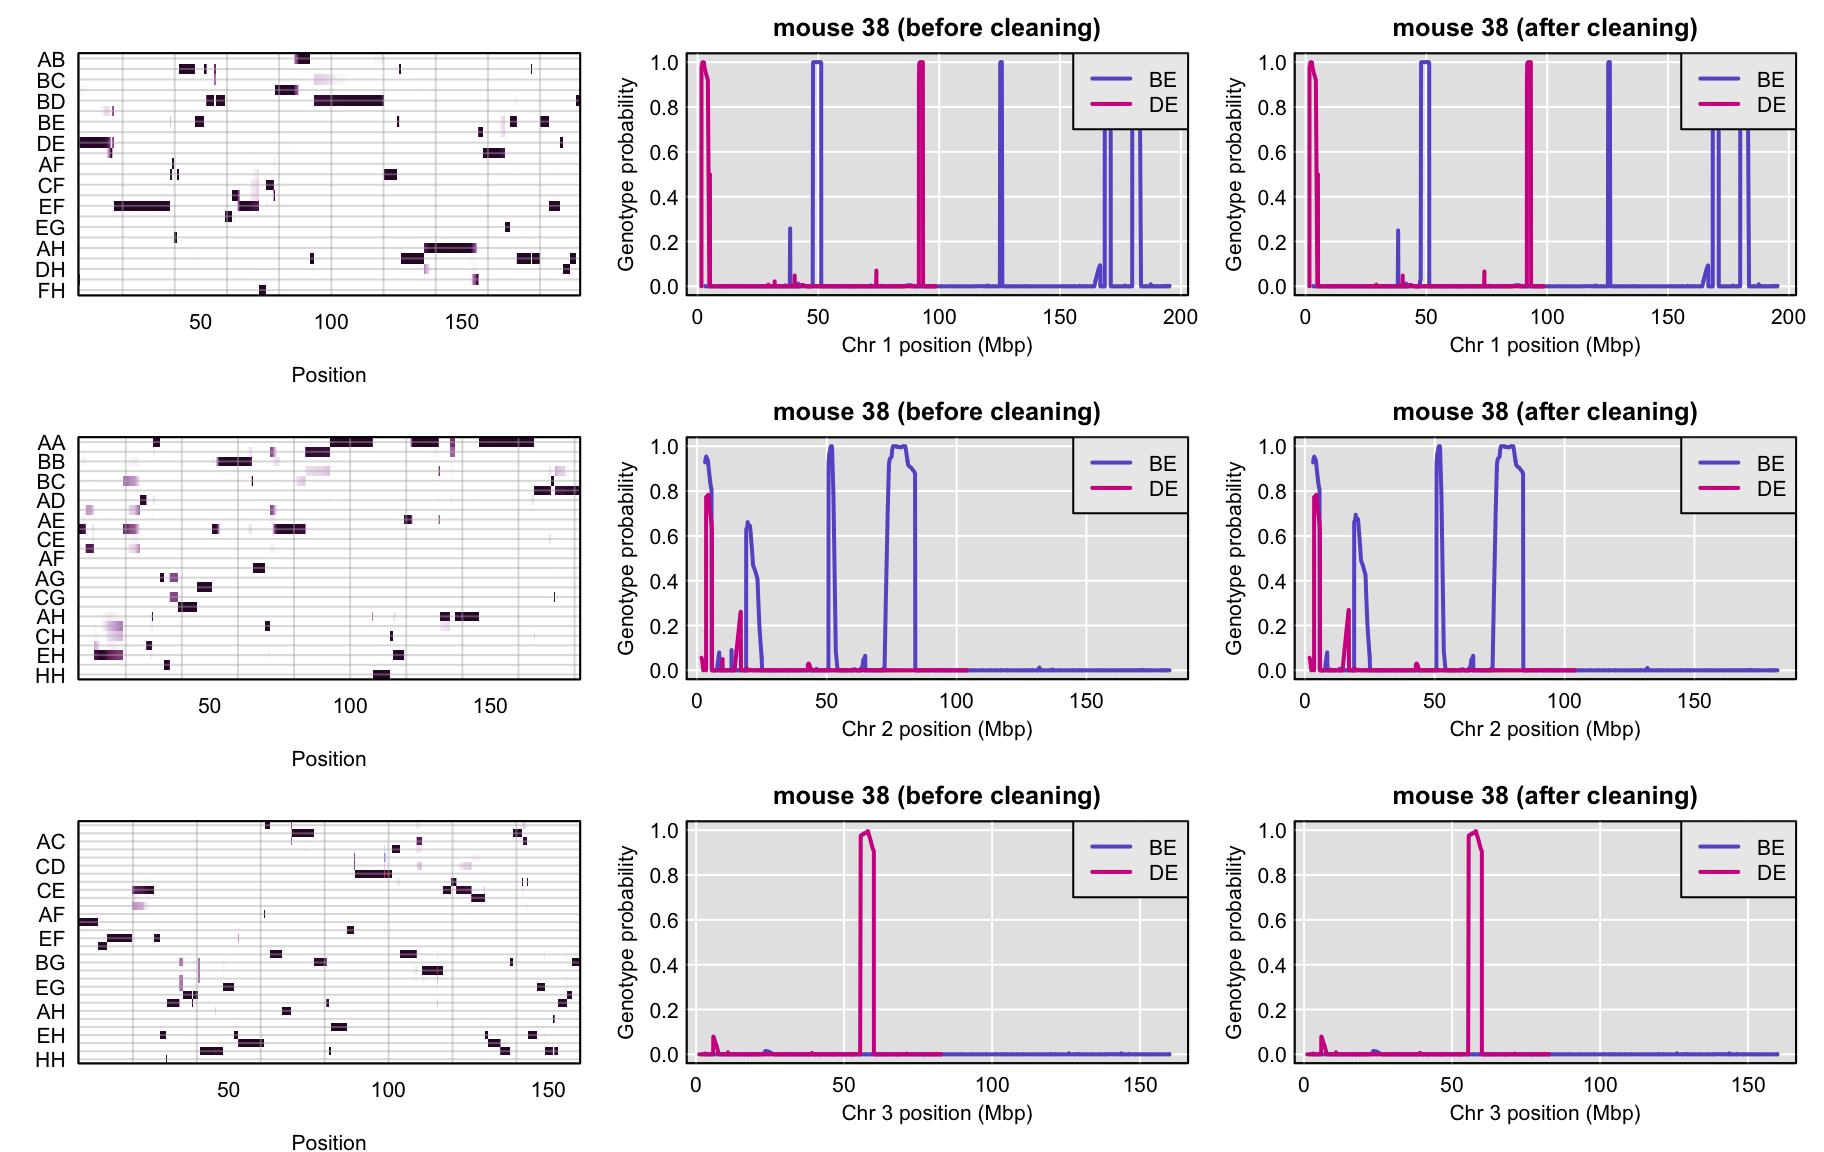 mouse 38 (before cleaning)
mouse 38 (after cleaning)
AB
BC
BD
BE
DE
AF
CF
EF
EG
AH
DH
FH
50 100 150
Position
Genotype probability
1.0
0.8
0.6
0.4
0.2
0.0
BE
DE
0 50 100 150 200
Chr 1 position (Mbp)
Genotype probability
1.0
0.8
0.6
0.4
0.2
0.0
BE
DE
0 50 100 150 200
Chr 1 position (Mbp)
mouse 38 (before cleaning)
mouse 38 (after cleaning)
AA
BB
BC
AD
AE
CE
AF
AG
CG
AH
CH
EH
HH
50 100 150
Position
Genotype probability
1.0
0.8
0.6
0.4
0.2
0.0
BE
DE
0 50 100 150
Chr 2 position (Mbp)
Genotype probability
1.0
0.8
0.6
0.4
0.2
0.0
BE
DE
0 50 100 150
Chr 2 position (Mbp)
mouse 38 (before cleaning)
mouse 38 (after cleaning)
AC
CD
CE
AF
EF
BG
EG
AH
EH
HH
50 100 150
Position
Genotype probability
1.0
0.8
0.6
0.4
0.2
0.0
BE
DE
0 50 100 150
Chr 3 position (Mbp)
Genotype probability
1.0
0.8
0.6
0.4
0.2
0.0
BE
DE
0 50 100 150
Chr 3 position (Mbp)